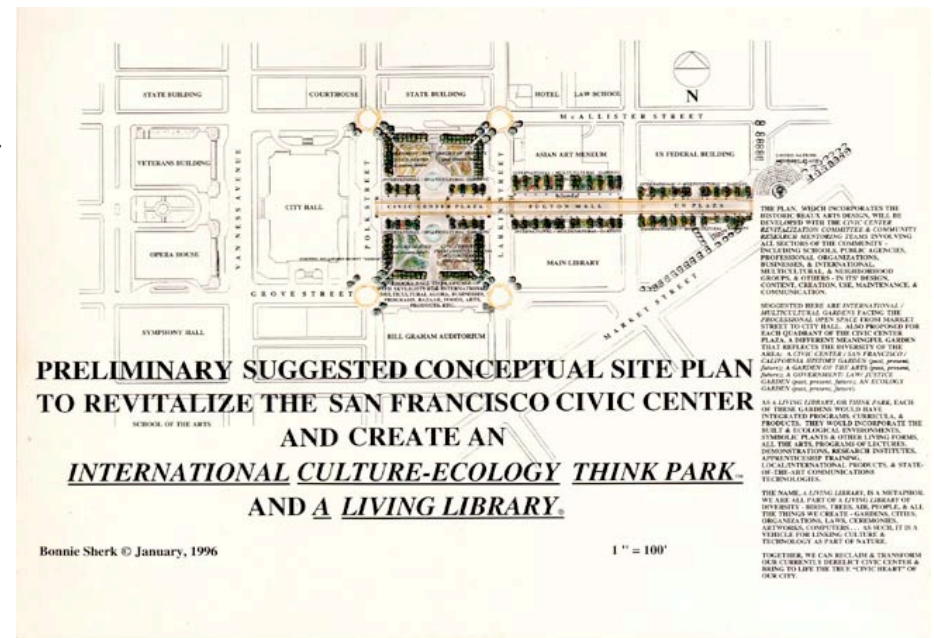 STATE BUILDING
COURTHOUSE
STATE BUILDING
HOTEL
LAW SCHOOL
N
McALLISTER STREET
VETERANS BUILDING
VANNESS AVENUE
CITY HALL
POLK STREET
LARKIN STREET
ASIAN ART MUSEUM
US FEDERAL BUILDING
CIVIC CENTER PLAZA
FULTON MALL
UN PLAZA
OPERA HOUSE
MAIN LIBRARY
GROVE STREET
MARKET STREET
SYMPHONY HALL
BILL GRAHAM AUDITORIUM
SCHOOL OF THE ARTS
PRELIMINARY SUGGESTED CONCEPTUAL SITE PLAN
TO REVITALIZE THE SAN FRANCISCO CIVIC CENTER
AND CREATE AN
INTERNATIONAL CULTURE-ECOLOGY THINK PARK™
AND A LIVING LIBRARY®
Bonnie Sherk © January, 1996
1 " = 100'
THE PLAN, WHICH INCORPORATES THE
HISTORIC BEAUX ARTS DESIGN, WILL BE
DEVELOPED WITH THE CIVIC CENTER
REVITALIZATION COMMITTEE & COMMUNITY
RESEARCH MENTORING TEAMS INVOLVING
ALL SECTORS OF THE COMMUNITY -
INCLUDING SCHOOLS, PUBLIC AGENCIES,
PROFESSIONAL ORGANIZATIONS,
BUSINESSES, & INTERNATIONAL,
MULTICULTURAL, & NEIGHBORHOOD
GROUPS, & OTHERS - IN ITS' DESIGN,
CONTENT, CREATION, USE, MAINTENANCE, &
COMMUNICATION.
SUGGESTED HERE ARE INTERNATIONAL /
MULTICULTURAL GARDENS FACING THE
PROCESSIONAL OPEN SPACE FROM MARKET
STREET TO CITY HALL. ALSO PROPOSED FOR
EACH QUADRANT OF THE CIVIC CENTER
PLAZA, A DIFFERENT MEANINGFUL GARDEN
THAT REFLECTS THE DIVERSITY OF THE
AREA: A CIVIC CENTER / SAN FRANCISCO /
CALIFORNIA HISTORY GARDEN (past, present,
future); A GARDEN OF THE ARTS (past, present,
future); A GOVERNMENT/ LAW/ JUSTICE
GARDEN (past, present, future); AN ECOLOGY
GARDEN (past, present, future).
AS A LIVING LIBRARY, OR THINK PARK, EACH
OF THESE GARDENS WOULD HAVE
INTEGRATED PROGRAMS, CURRICULA, &
PRODUCTS. THEY WOULD INCORPORATE THE
BUILT & ECOLOGICAL ENVIRONMENTS,
SYMBOLIC PLANTS & OTHER LIVING FORMS,
ALL THE ARTS, PROGRAMS OF LECTURES,
DEMONSTRATIONS, RESEARCH INSTITUTES,
APPRENTICESHIP TRAINING,
LOCAL/INTERNATIONAL PRODUCTS, & STATE-
OF-THE-ART COMMUNICATIONS
TECHNOLOGIES.
THE NAME, A LIVING LIBRARY, IS A METAPHOR.
WE ARE ALL PART OF A LIVING LIBRARY OF
DIVERSITY - BIRDS, TREES, AIR, PEOPLE, & ALL
THE THINGS WE CREATE - GARDENS, CITIES,
ORGANIZATIONS, LAWS, CEREMONIES,
ARTWORKS, COMPUTERS . . . AS SUCH, IT IS A
VEHICLE FOR LINKING CULTURE &
TECHNOLOGY AS PART OF NATURE.
TOGETHER, WE CAN RECLAIM & TRANSFORM
OUR CURRENTLY DERELICT CIVIC CENTER &
BRING TO LIFE THE TRUE "CIVIC HEART" OF
OUR CITY.